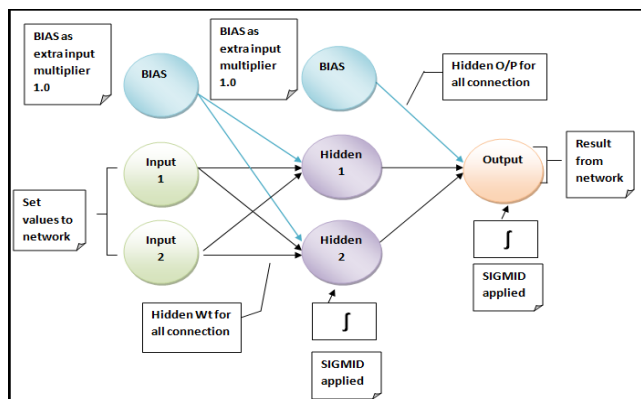 BIAS as
extra input
multiplier
1.0
BIAS
BIAS as
extra input
multiplier
1.0
BIAS
Hidden O/P for
all connection
Input
1
Hidden
1
Output
Result
from
network
Set
values to
network
Input
2
Hidden
2
∫
SIGMID
applied
Hidden Wt for
all connection
∫
SIGMID
applied